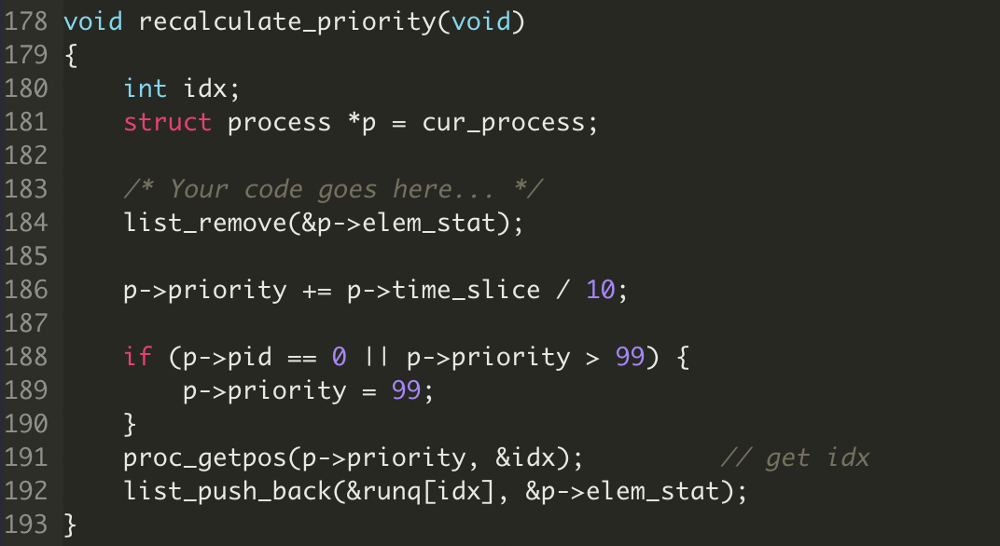 178 void recalculate_priority(void)
179 {
180     int idx;
181     struct process *p = cur_process;
182
183     /* Your code goes here... */
184     list_remove(&p->elem_stat);
185
186     p->priority += p->time_slice / 10;
187
188     if (p->pid == 0 || p->priority > 99) {
189         p->priority = 99;
190     }
191     proc_getpos(p->priority, &idx);         // get idx
192     list_push_back(&runq[idx], &p->elem_stat);
193 }